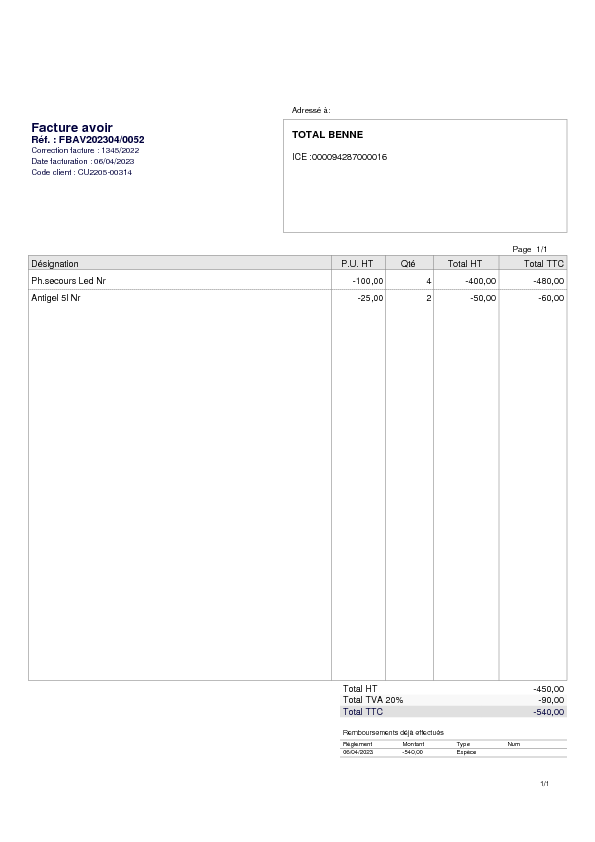 Adressé à:
Facture avoir
Réf. : FBAV202304/0052
Correction facture : 1345/2022
Date facturation : 06/04/2023
Code client : CU2205-00314
TOTAL BENNE
ICE :000094287000016
Page 1/1
Désignation P.U. HT Qté Total HT Total TTC
Ph.secours Led Nr -100,00 4 -400,00 -480,00
Antigel 5l Nr -25,00 2 -50,00 -60,00
Total HT -450,00
Total TVA 20% -90,00
Total TTC -540,00
Remboursements déjà effectués
Règlement Montant Type Num
06/04/2023 -540,00 Espèce
1/1